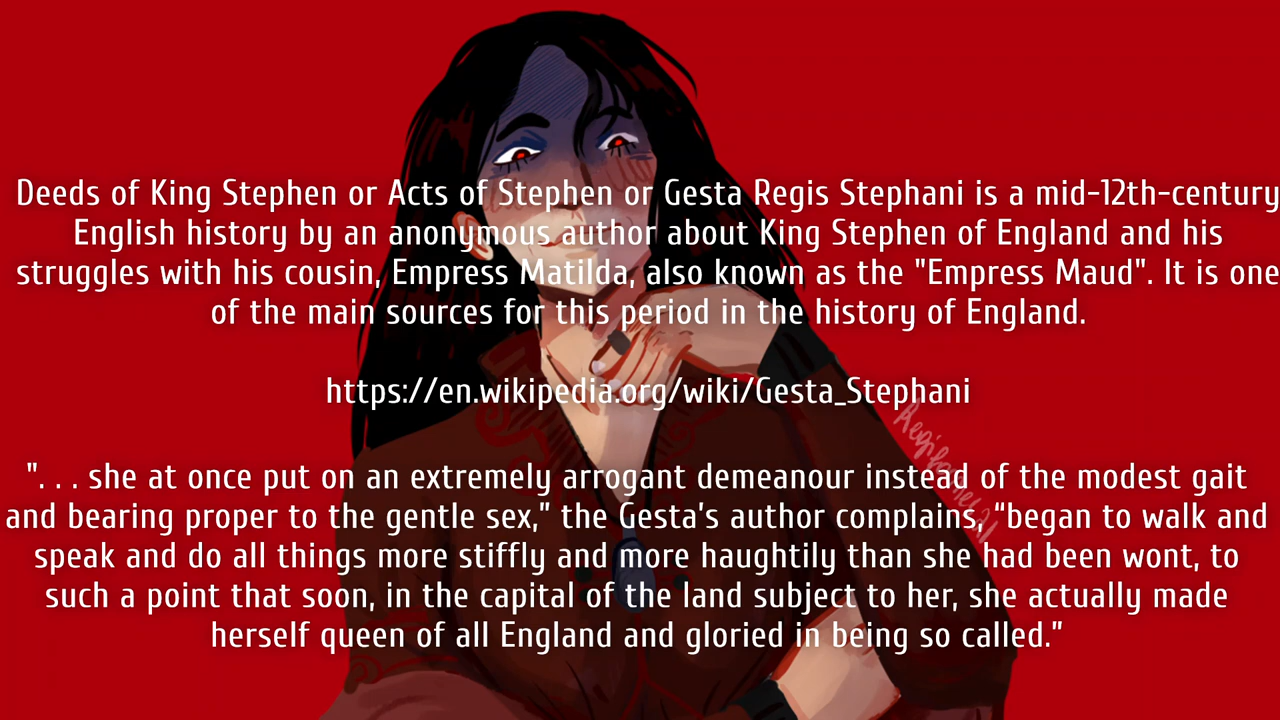 Deeds of King Stephen or Acts of Stephen or Gesta Regis Stephani is a mid-12th-century
English history by an anonymous author about King Stephen of England and his
struggles with his cousin, Empress Matilda, also known as the "Empress Maud". It is one
of the main sources for this period in the history of England.
https://en.wikipedia.org/wiki/Gesta_Stephani
". . . she at once put on an extremely arrogant demeanour instead of the modest gait
and bearing proper to the gentle sex,” the Gesta’s author complains, “began to walk and
speak and do all things more stiffly and more haughtily than she had been wont, to
such a point that soon, in the capital of the land subject to her, she actually made
herself queen of all England and gloried in being so called.”